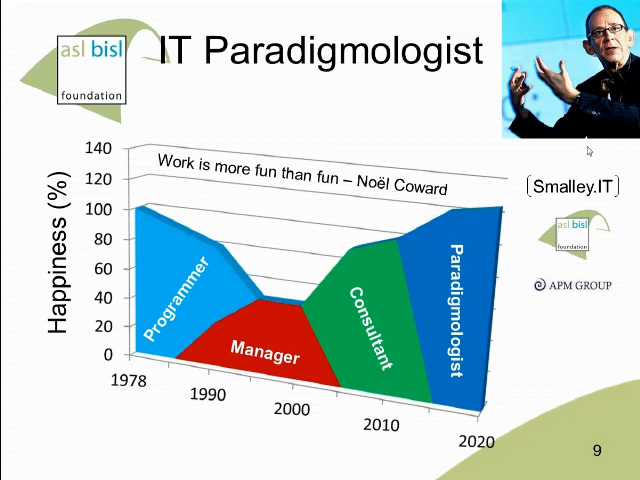 asl bisl
foundation
IT Paradigmologist
140
120
100
80
60
40
20
0
Happiness (%)
Work is more fun than fun – Noël Coward
Programmer
Manager
Consultant
Paradigmologist
1978
1990
2000
2010
2020
[Smalley.IT]
asl bisl
foundation
APM GROUP
9